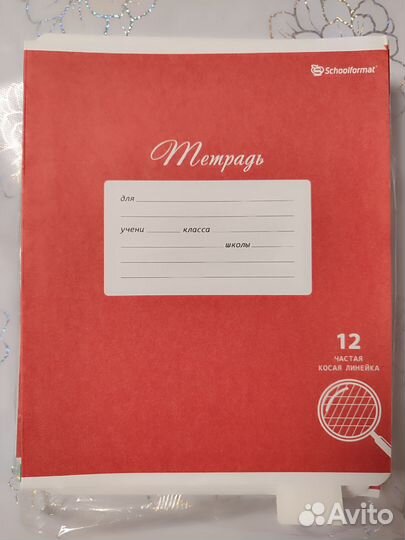 Schoolformat
Тетрадь
для
учени класса
школы
12
ЧАСТАЯ
КОСАЯ ЛИНЕЙКА
Avito